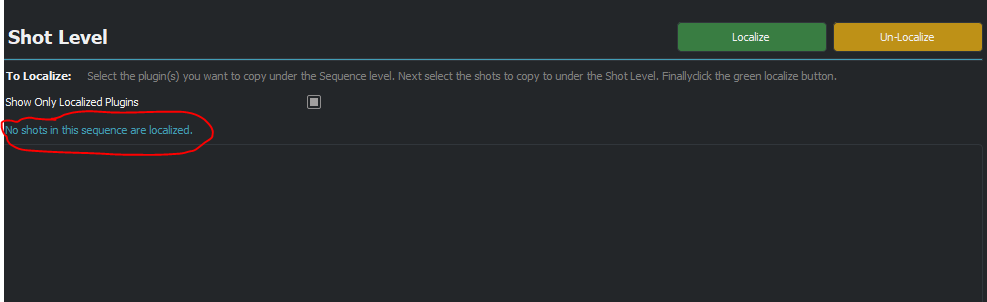 Shot Level
Localize
Un-Localize
To Localize: Select the plugin(s) you want to copy under the Sequence level. Next select the shots to copy to under the Shot Level. Finallyclick the green localize button.
Show Only Localized Plugins
No shots in this sequence are localized.